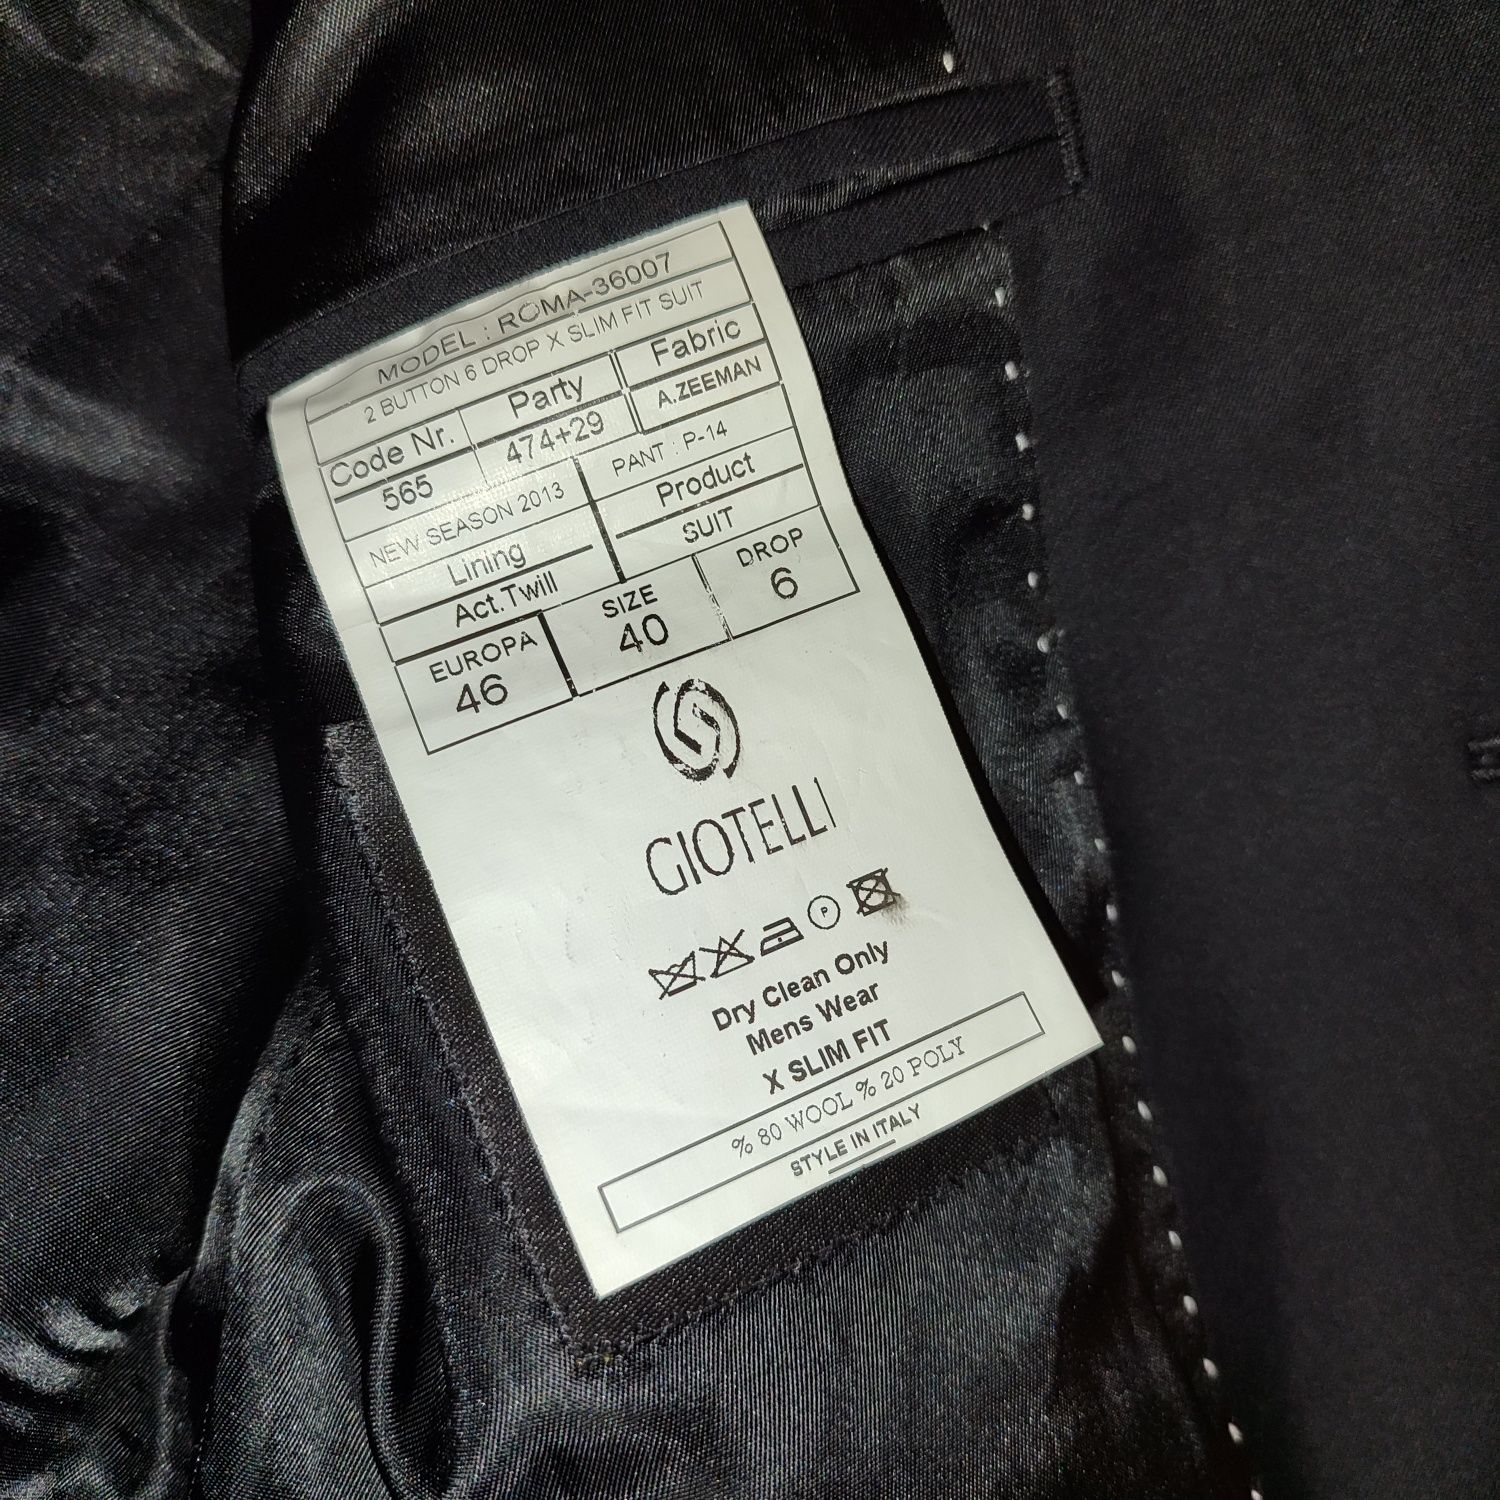 MODEL : ROMA-36007
2 BUTTON 6 DROP X SLIM FIT SUIT
Code Nr. Party Fabric
565 474+29 A.ZEEMAN
NEW SEASON 2013 PANT : P-14
Lining Product
Act.Twill SUIT
EUROPA SIZE DROP
46 40 6
GIOTELLI
P
Dry Clean Only
Mens Wear
X SLIM FIT
% 80 WOOL % 20 POLY
STYLE IN ITALY